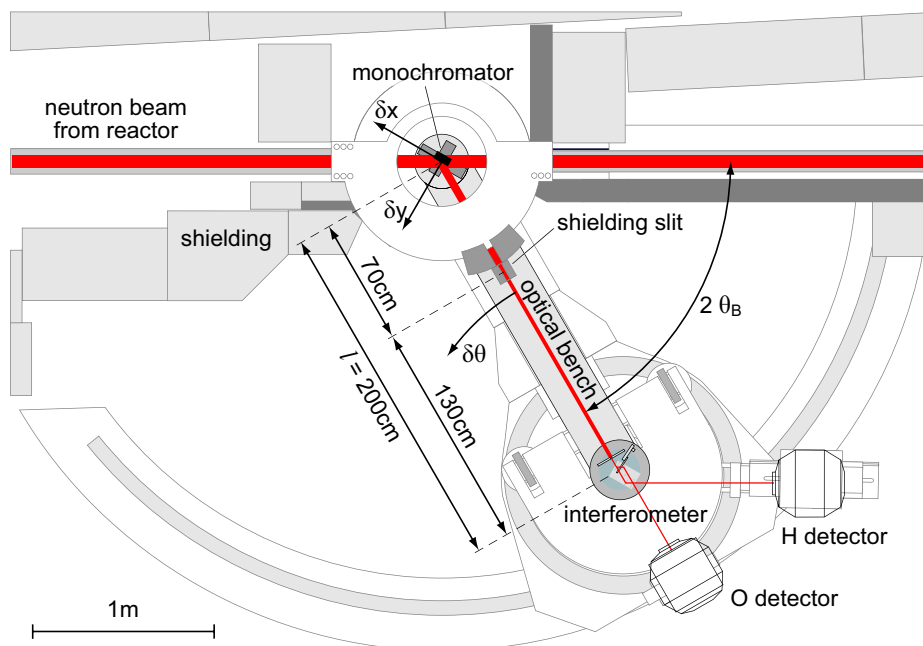 monochromator
δx
neutron beam
from reactor
δy
shielding slit
shielding
70cm
optical bench
2 θB
δθ
l = 200cm
130cm
interferometer
H detector
O detector
1m